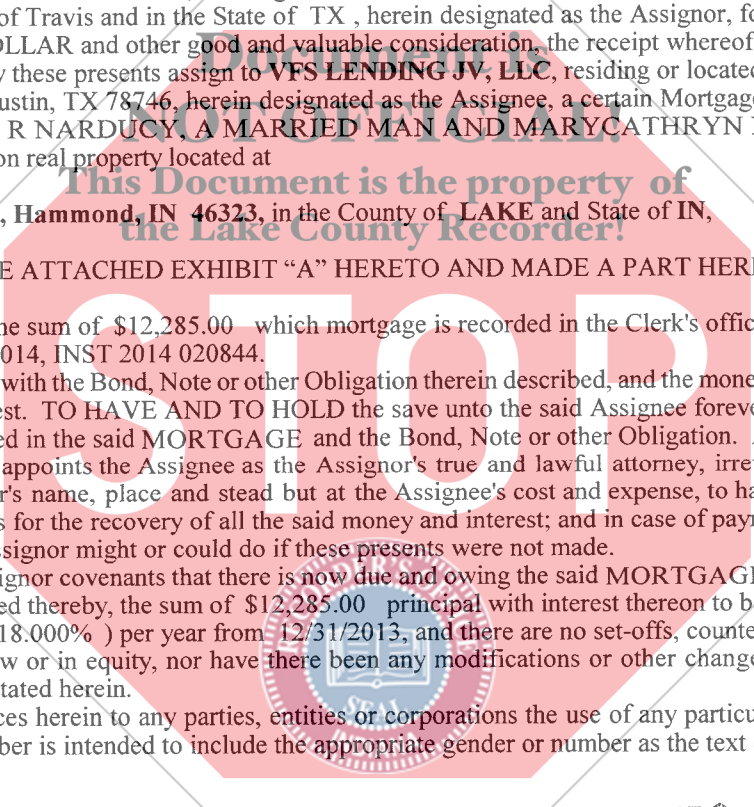 of Travis and in the State of TX , herein designated as the Assignor, fo
OLLAR and other good and valuable consideration, the receipt whereof
Document is
y these presents assign to VFS LENDING JV, LLC, residing or located
ustin, TX 78746, herein designated as the Assignee, a certain Mortgag
NOT OFFICIAL!
R NARDUCY, A MARRIED MAN AND MARYCATHRYN
on real property located at
This Document is the property of
, Hammond, IN 46323, in the County of LAKE and State of IN,
the Lake County Recorder!
E ATTACHED EXHIBIT “A” HERETO AND MADE A PART HER
STOP
he sum of $12,285.00 which mortgage is recorded in the Clerk's offic
014, INST 2014 020844.
with the Bond, Note or other Obligation therein described, and the mone
est. TO HAVE AND TO HOLD the save unto the said Assignee foreve
ed in the said MORTGAGE and the Bond, Note or other Obligation.
appoints the Assignee as the Assignor's true and lawful attorney, irre
r's name, place and stead but at the Assignee's cost and expense, to ha
s for the recovery of all the said money and interest; and in case of payr
ssignor might or could do if these presents were not made.
ignor covenants that there is now due and owing the said MORTGAGE
ed thereby, the sum of $12,285.00 principal with interest thereon to b
18.000% ) per year from 12/31/2013, and there are no set-offs, counte
w or in equity, nor have there been any modifications or other change
tated herein.
ces herein to any parties, entities or corporations the use of any particu
ber is intended to include the appropriate gender or number as the text
RECORDER'S OFFICE
SEAL
INDIANA